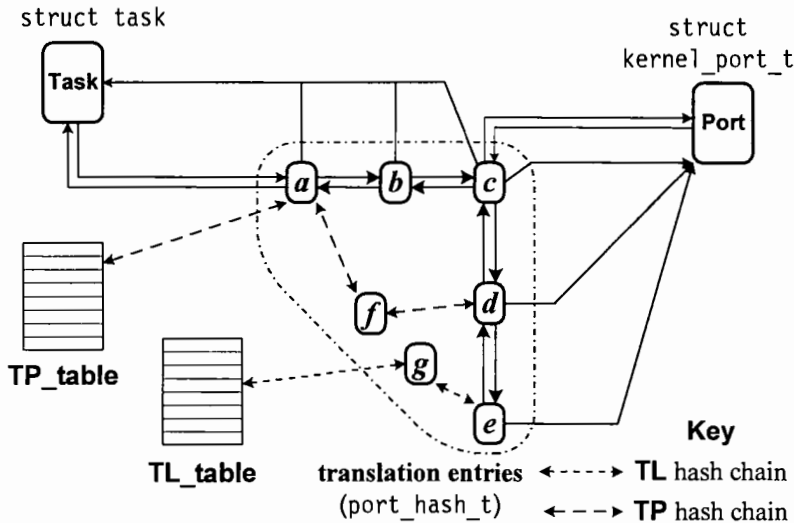 struct task
struct
kernel_port_t
Task
Port
a
b
c
TP_table
f
d
g
TL_table
e
Key
translation entries
(port_hash_t)
TL hash chain
TP hash chain